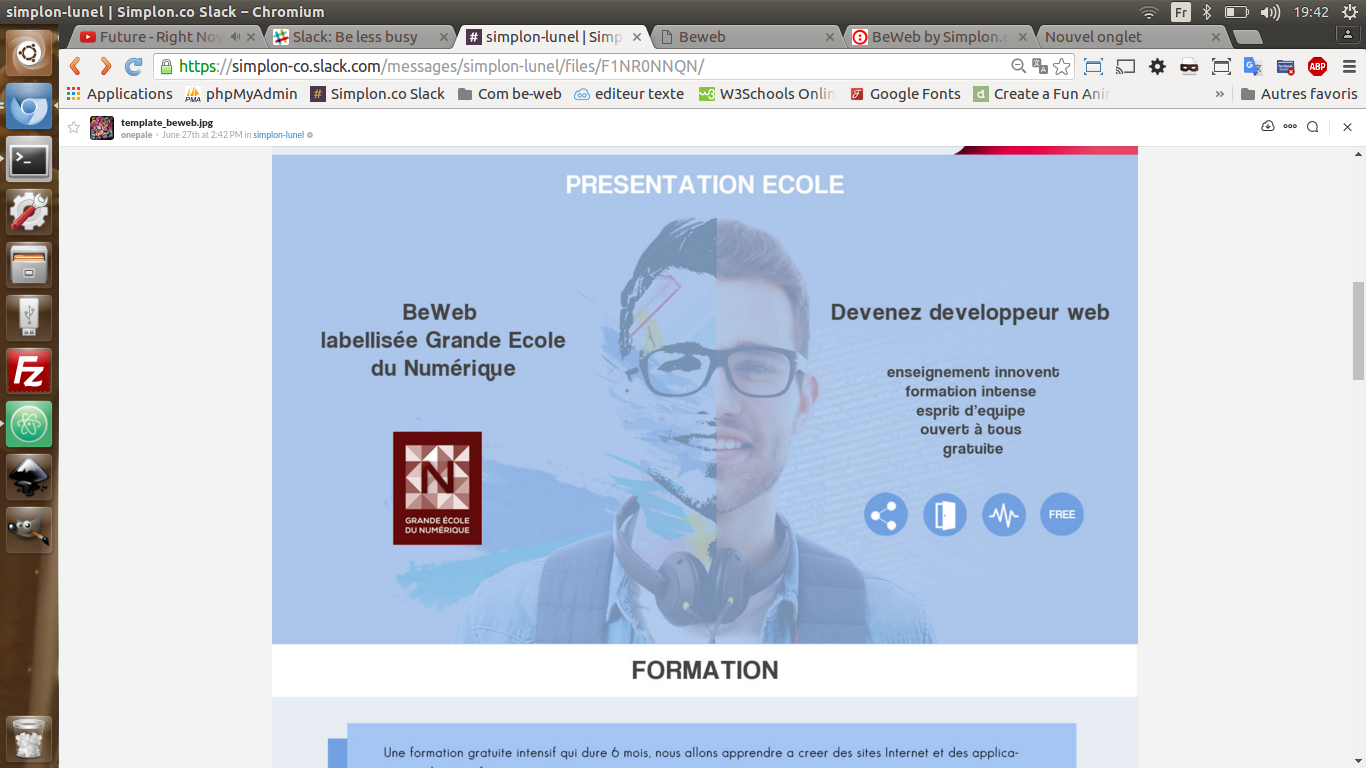 simplon-lunel | Simplon.co Slack – Chromium
Fr
19:42
Future - Right Now
Slack: Be less busy
simplon-lunel | Simp
Beweb
BeWeb by Simplon.c
Nouvel onglet
https://simplon-co.slack.com/messages/simplon-lunel/files/F1NR0NNQN/
ABP
Applications
PMA
phpMyAdmin
Simplon.co Slack
Com be-web
editeur texte
W3Schools Onlin
Google Fonts
d
Create a Fun Ani
»
Autres favoris
template_beweb.jpg
onepale • June 27th at 2:42 PM in simplon-lunel
PRESENTATION ECOLE
BeWeb
labellisée Grande Ecole
du Numérique
N
GRANDE ÉCOLE
DU NUMÉRIQUE
Devenez developpeur web
enseignement innovent
formation intense
esprit d'equipe
ouvert à tous
gratuite
FREE
FORMATION
Une formation gratuite intensif qui dure 6 mois, nous allons apprendre a creer des sites Internet et des applica-
Fz